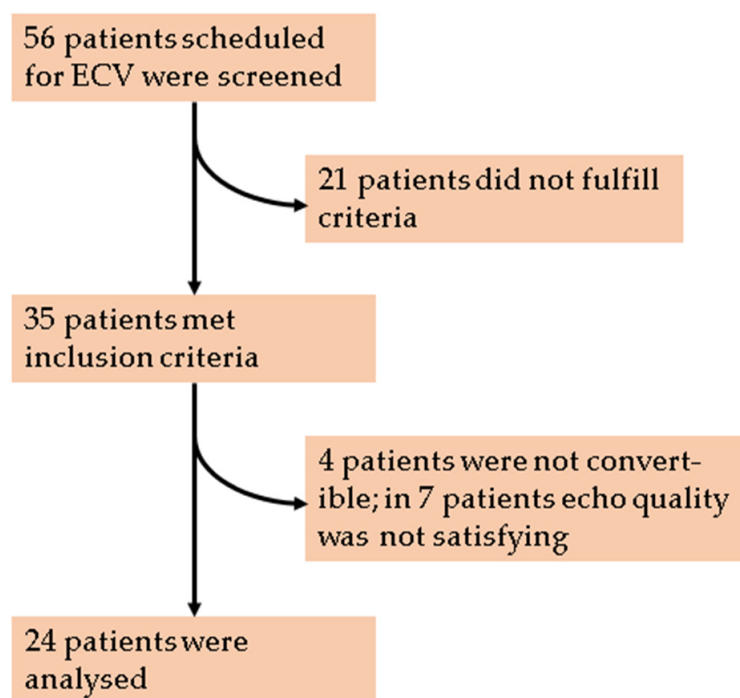 56 patients scheduled
for ECV were screened
21 patients did not fulfill
criteria
35 patients met
inclusion criteria
4 patients were not convert-
ible; in 7 patients echo quality
was not satisfying
24 patients were
analysed